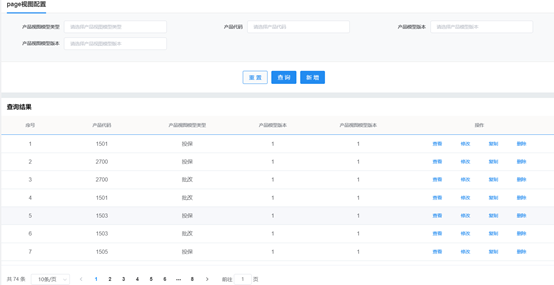 page视图配置
产品视图模型类型 请选择产品视图模型类型 产品代码 请选择产品代码 模型版本 请选择产品模型版本
产品视图模型版本 请选择产品视图模型版本
重置 查询 新增
查询结果
序号 产品代码 产品视图模型类型 产品模型版本 产品视图模型版本 操作
1 1501 投保 1 1 查看 修改 复制 删除
2 2700 投保 1 1 查看 修改 复制 删除
3 2700 批改 1 1 查看 修改 复制 删除
4 1501 批改 1 1 查看 修改 复制 删除
5 1503 投保 1 1 查看 修改 复制 删除
6 1503 批改 1 1 查看 修改 复制 删除
7 1505 投保 1 1 查看 修改 复制 删除
共 74 条 10条/页 < 1 2 3 4 5 6 ••• 8 > 前往 1 页